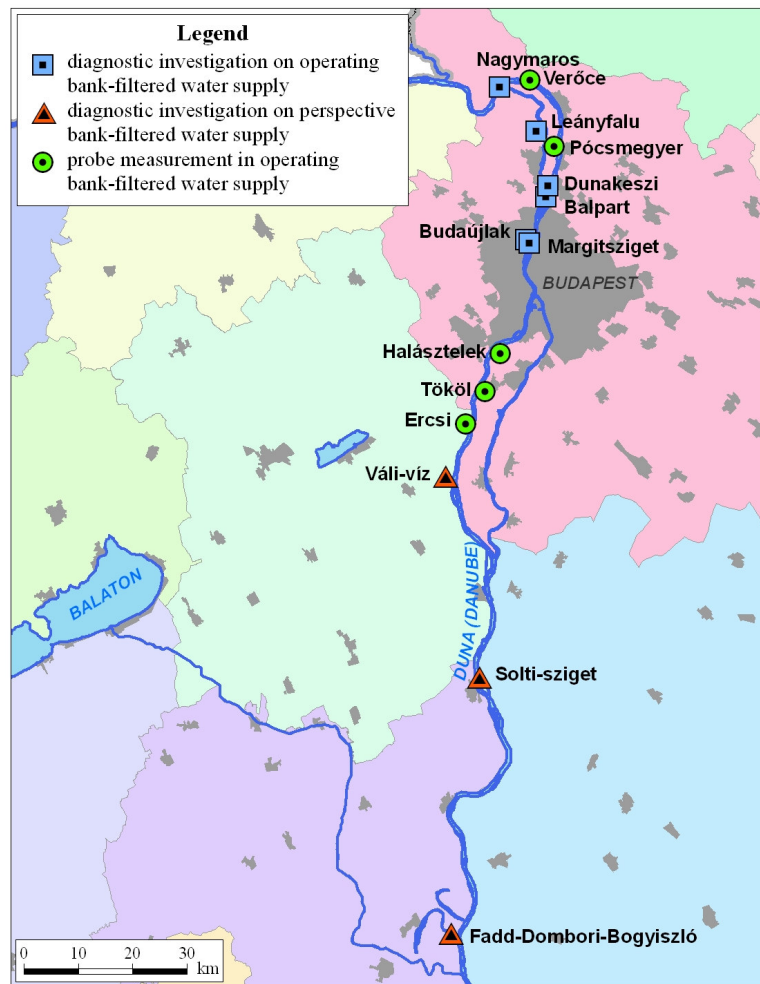 Legend
diagnostic investigation on operating
bank-filtered water supply
diagnostic investigation on perspective
bank-filtered water supply
probe measurement in operating
bank-filtered water supply
Nagymaros
Verőce
Leányfalu
Pócsmegyer
Dunakeszi
Balpart
Budaújlak
Margitsziget
BUDAPEST
Halásztelek
Tököl
Ercsi
Váli-víz
BALATON
DUNA (DANUBE)
Solti-sziget
Fadd-Dombori-Bogyiszló
0 10 20 30
km